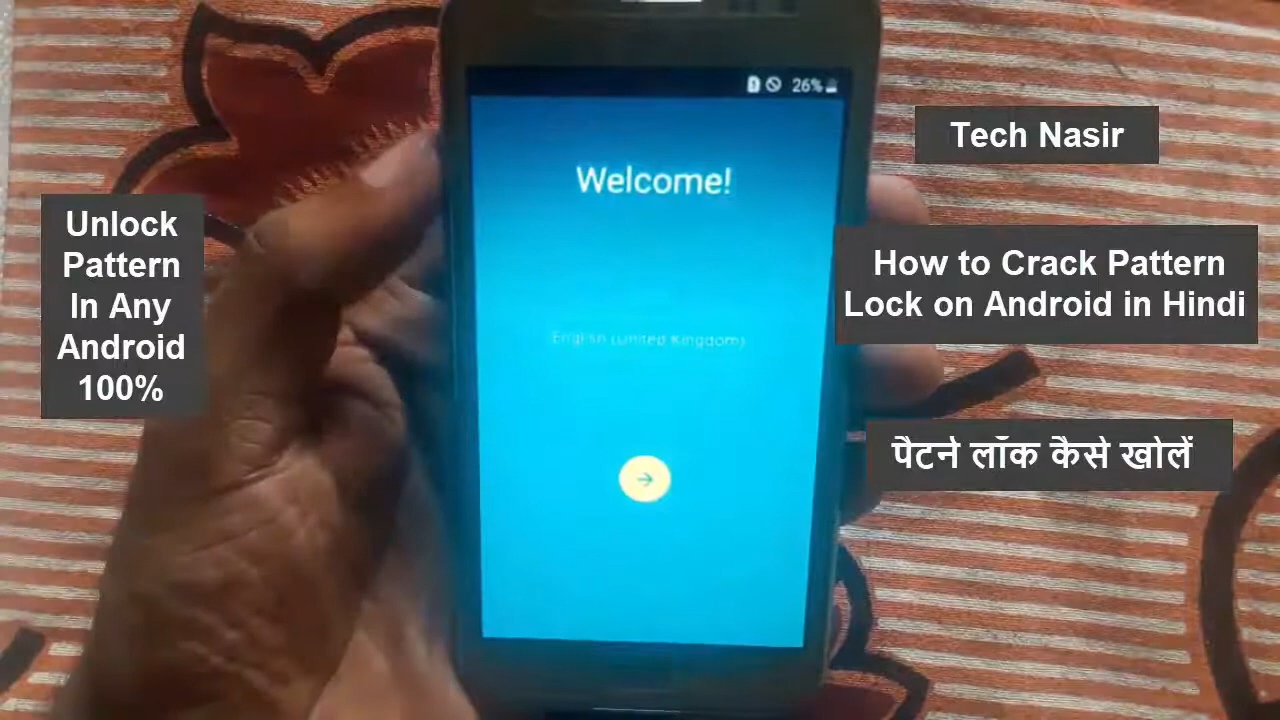 26%
Welcome!
English (United Kingdom)
Tech Nasir
Unlock
Pattern
In Any
Android
100%
How to Crack Pattern
Lock on Android in Hindi
पैटर्न लॉक कैसे खोलें